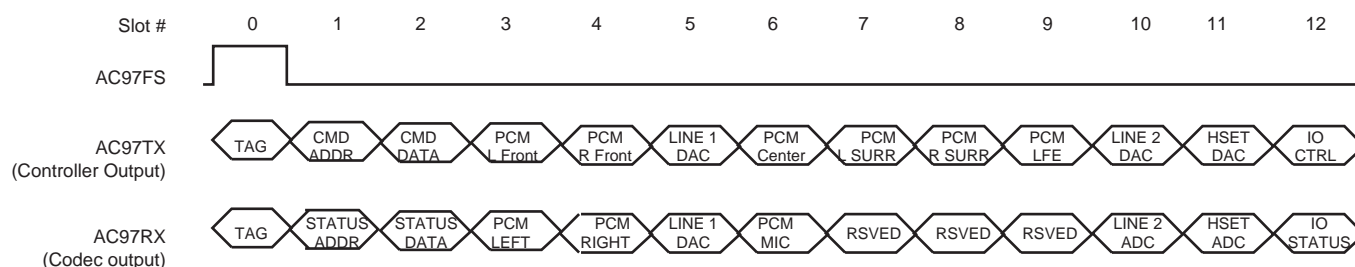 Slot # 0 1 2 3 4 5 6 7 8 9 10 11 12
AC97FS
AC97TX
(Controller Output)
TAG
CMD
ADDR
CMD
DATA
PCM
L Front
PCM
R Front
LINE 1
DAC
PCM
Center
PCM
L SURR
PCM
R SURR
PCM
LFE
LINE 2
DAC
HSET
DAC
IO
CTRL
AC97RX
(Codec output)
TAG
STATUS
ADDR
STATUS
DATA
PCM
LEFT
PCM
RIGHT
LINE 1
DAC
PCM
MIC
RSVED
RSVED
RSVED
LINE 2
ADC
HSET
ADC
IO
STATUS